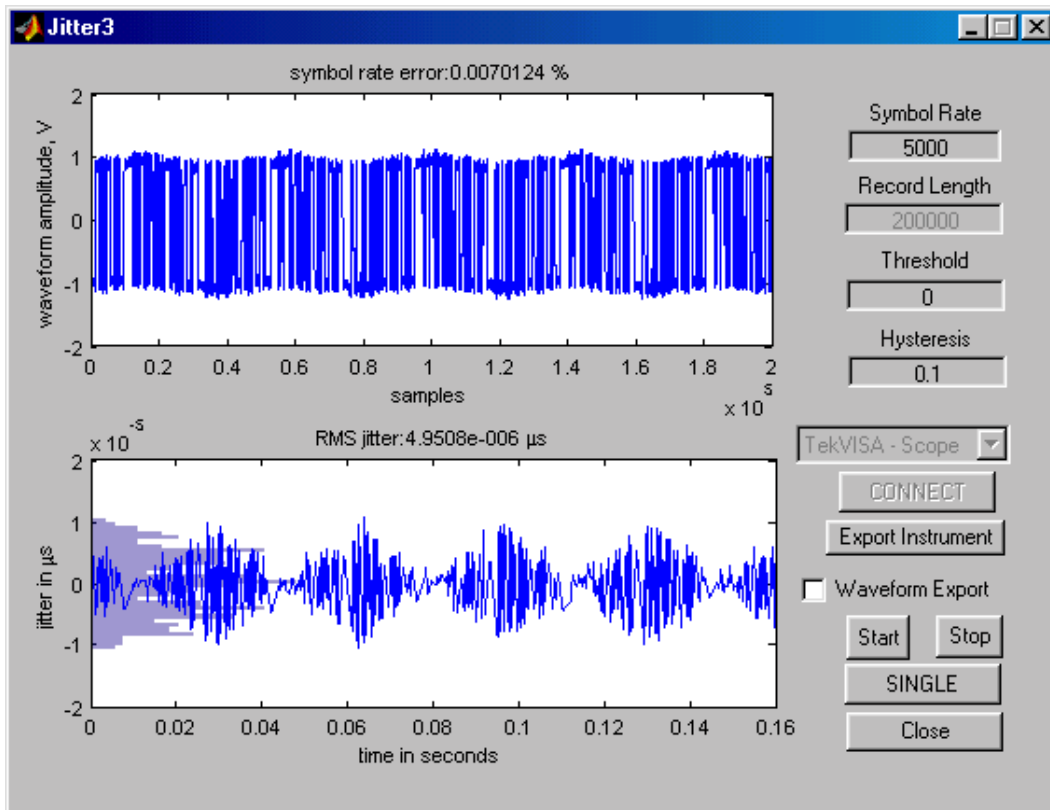 Jitter3
symbol rate error:0.0070124 %
waveform amplitude, V
2
1
0
-1
-2
0 0.2 0.4 0.6 0.8 1 1.2 1.4 1.6 1.8 2
samples
x 10^5
x 10^-5
RMS jitter:4.9508e-006 µs
jitter in µs
2
1
0
-1
-2
0 0.02 0.04 0.06 0.08 0.1 0.12 0.14 0.16
time in seconds
Symbol Rate
5000
Record Length
200000
Threshold
0
Hysteresis
0.1
TekVISA - Scope
CONNECT
Export Instrument
Waveform Export
Start Stop
SINGLE
Close